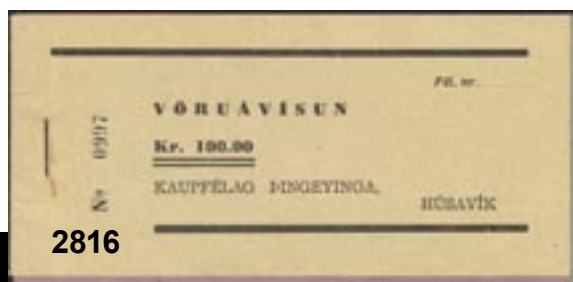 Fél. nr.
VÖRUÁVÍSUN
Kr. 100.00
KAUPFÉLAG ÞINGEYINGA,
HÚSAVÍK
Nº 0997
2816